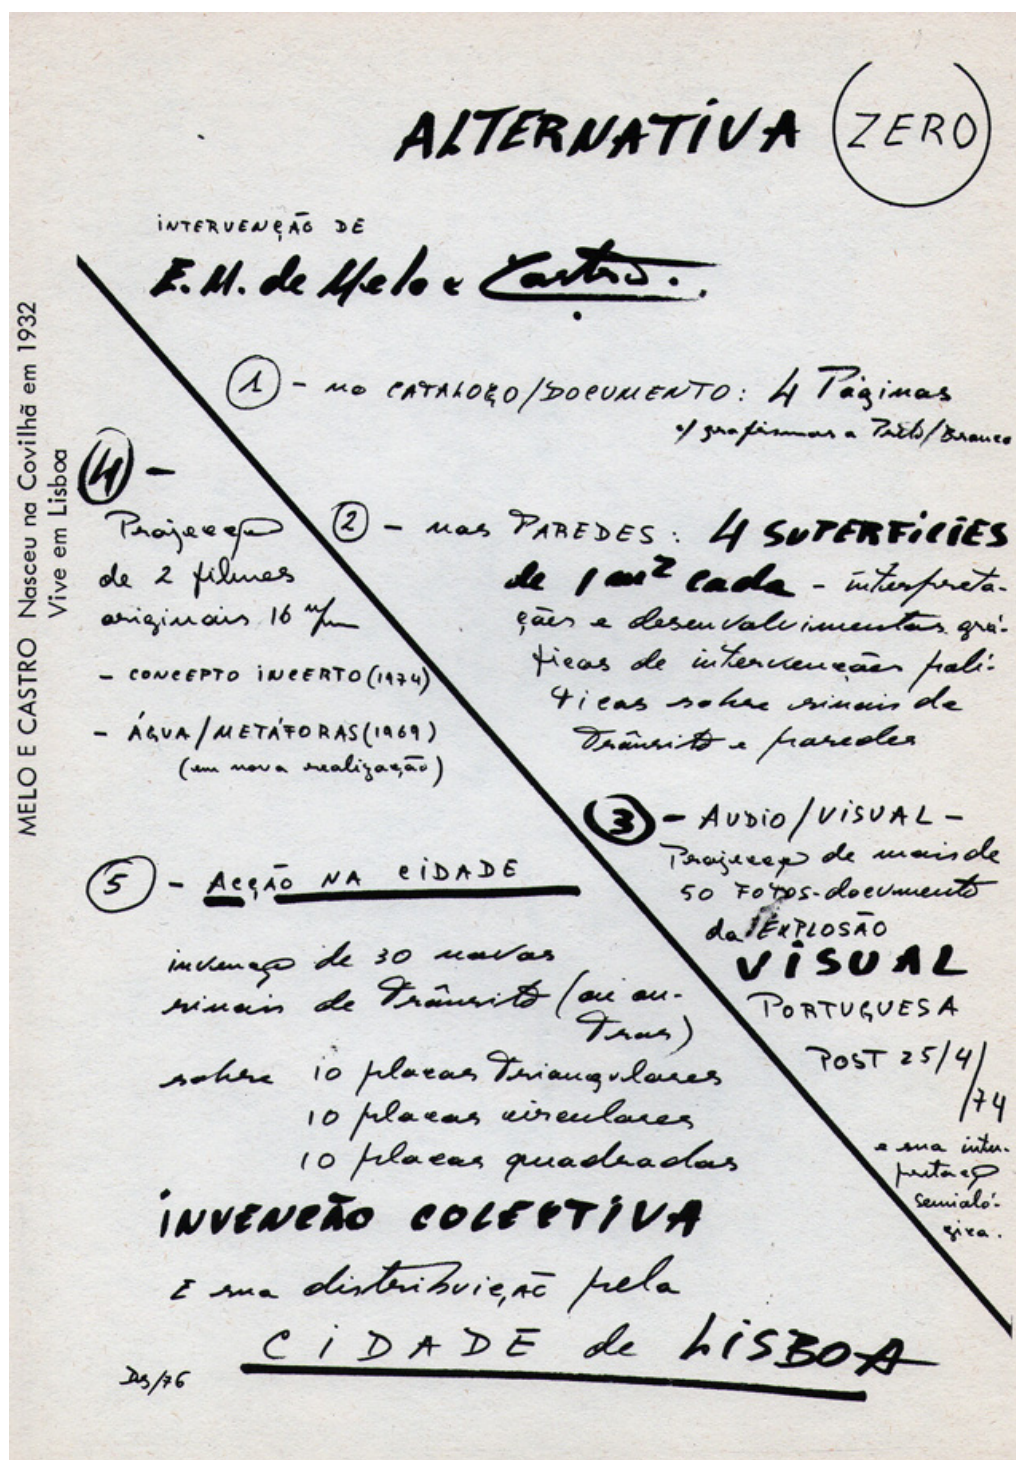 ALTERNATIVA ZERO
INTERVENÇÃO DE
E. M. de Melo e Castro.
1 - no CATALOGO/DOCUMENTO: 4 Páginas
c/ grafismos a Preto/Branco
2 - nas PAREDES: 4 SUPERFICIES
de 1 m² cada - interpreta-
ções e desenvolvimentos grá-
ficos de intervenções polí-
ticas sobre sinais de
Trânsito e paredes
3 - AUDIO/VISUAL -
Projecção de mais de
50 FOTOS-documento
da EXPLOSÃO
VISUAL
PORTUGUESA
POST 25/4/
/74
e sua inter-
pretação
semioló-
gica.
4 -
Projecção
de 2 filmes
originais 16 m/m
- CONCEPTO INCERTO (1974)
- ÁGUA/METÁFORAS (1969)
(em nova realização)
5 - ACÇÃO NA CIDADE
invenção de 30 novos
sinais de Trânsito (ou ou-
Tros)
sobre 10 placas Triangulares
10 placas circulares
10 placas quadradas
INVENÇÃO COLECTIVA
E sua distribuição pela
CIDADE de LISBOA
Dez/76
MELO E CASTRO Nasceu na Covilhã em 1932
Vive em Lisboa